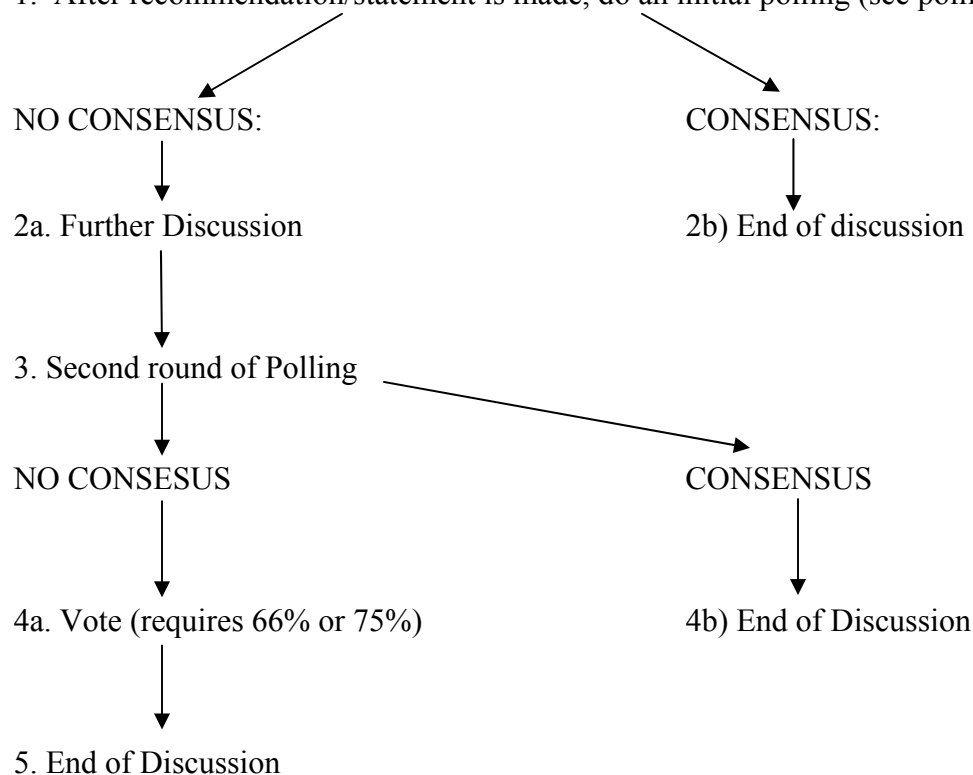 1. After recommendation/statement is made, do an initial polling (see
NO CONSENSUS:
CONSENSUS:
2a. Further Discussion
2b) End of discussion
3. Second round of Polling
NO CONSESUS
CONSENSUS
4a. Vote (requires 66% or 75%)
4b) End of Discussion
5. End of Discussion